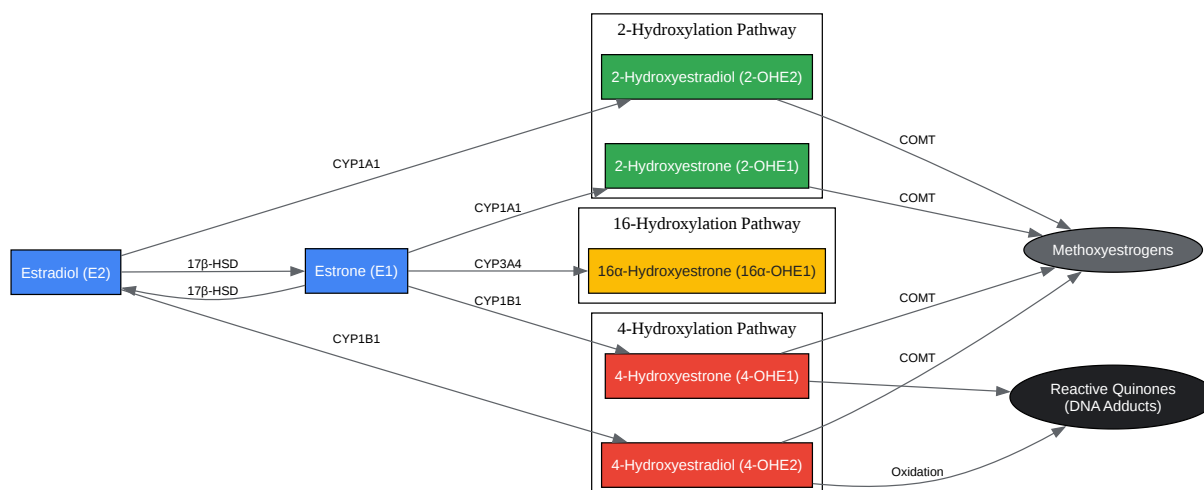 2-Hydroxylation Pathway
2-Hydroxyestradiol (2-OHE2)
COMT
CYP1A1
2-Hydroxyestrone (2-OHE1)
COMT
CYP1A1
16-Hydroxylation Pathway
Methoxyestrogens
Estradiol (E2)
17β-HSD
17β-HSD
Estrone (E1)
CYP3A4
16α-Hydroxyestrone (16α-OHE1)
CYP1B1
COMT
4-Hydroxylation Pathway
CYP1B1
COMT
4-Hydroxyestrone (4-OHE1)
Reactive Quinones
(DNA Adducts)
4-Hydroxyestradiol (4-OHE2)
Oxidation